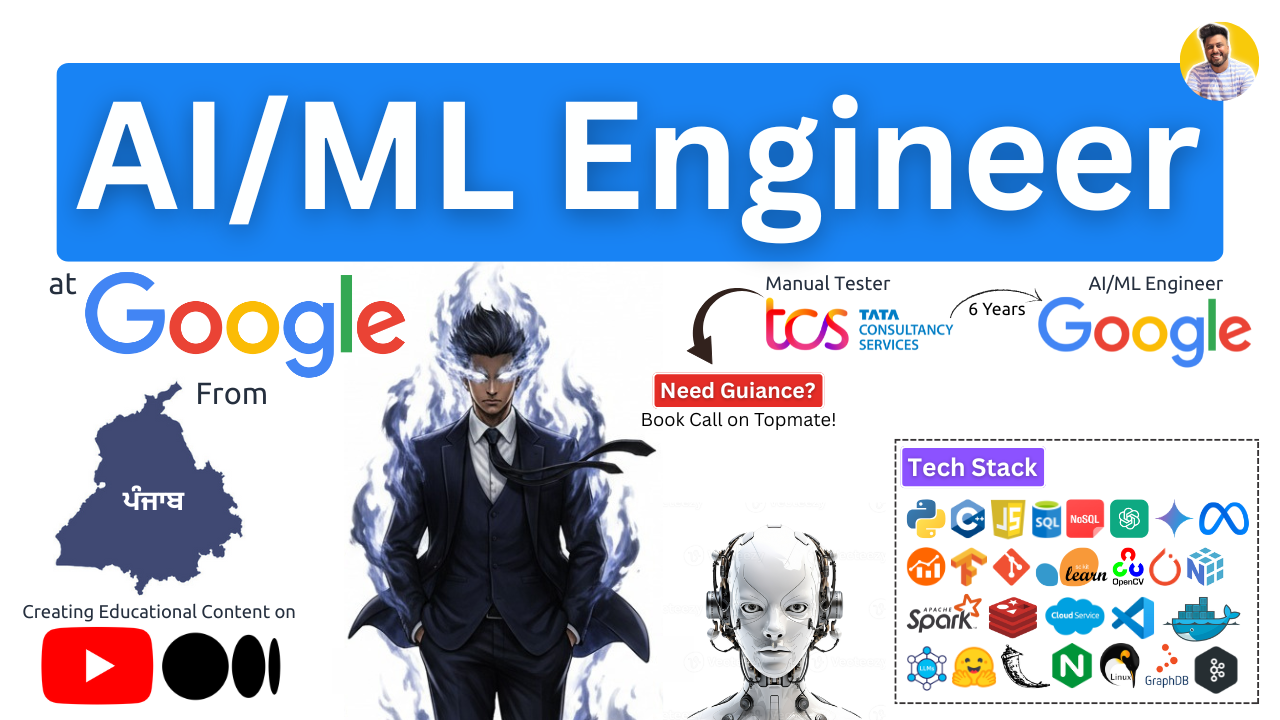 AI/ML Engineer
at Google
From
ਪੰਜਾਬ
Creating Educational Content on
Manual Tester
tcs TATA
CONSULTANCY
SERVICES
6 Years
AI/ML Engineer
Google
Need Guiance?
Book Call on Topmate!
Tech Stack
C++
JS
SQL
NoSQL
learn
OpenCV
APACHE
Spark
Cloud Service
LLMs
N
Linux
GraphDB